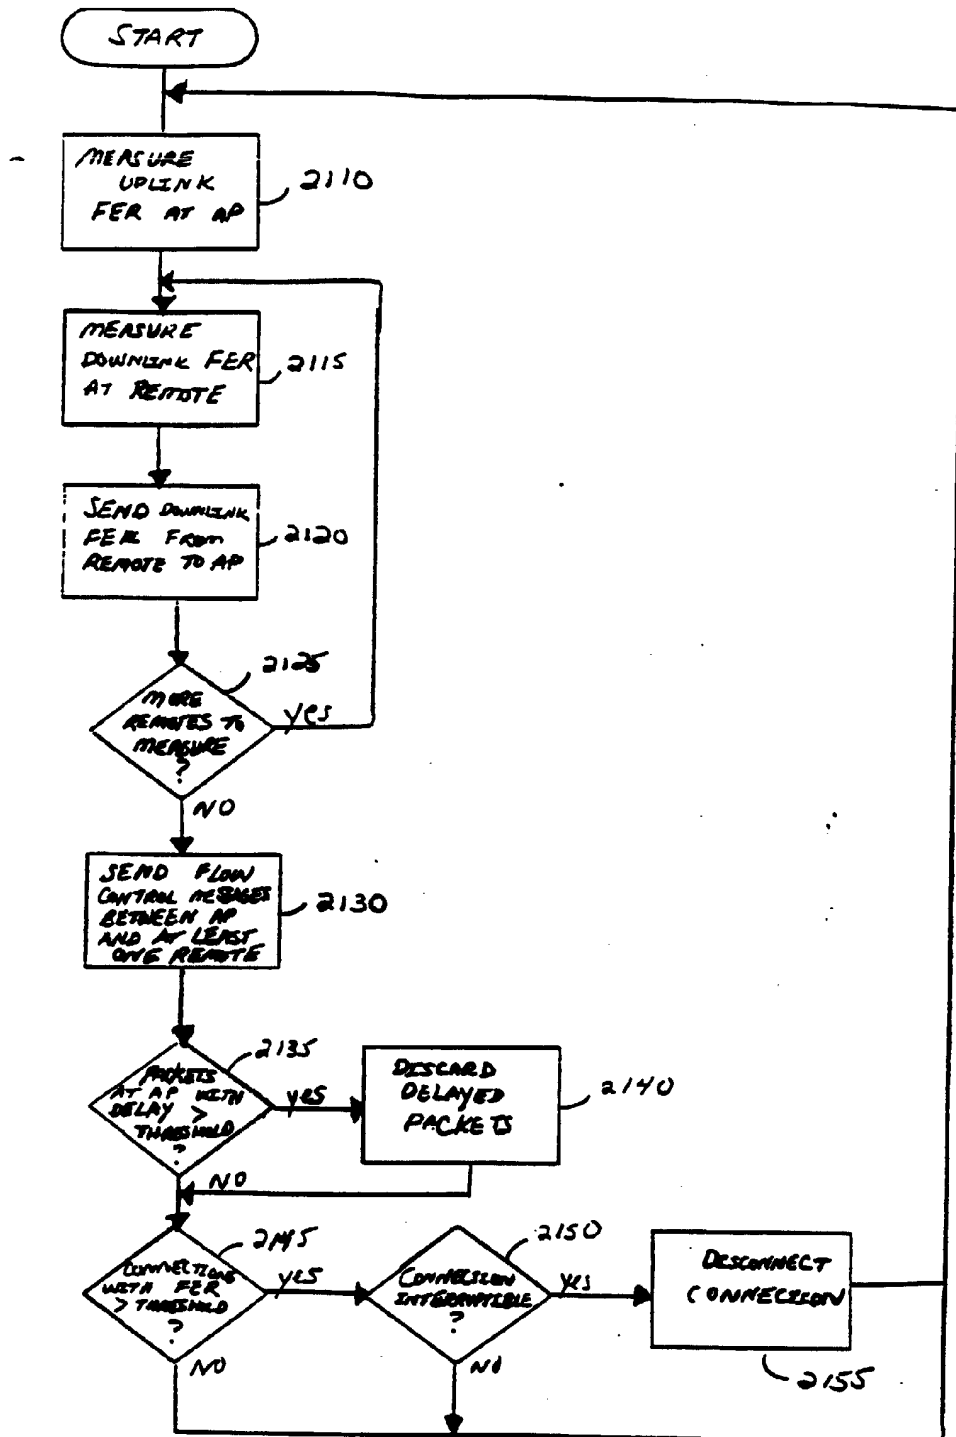 START
MEASURE
UPLINK
FER AT AP
2110
MEASURE
DOWNLINK FER
AT REMOTE
2115
SEND DOWNLINK
FER FROM
REMOTE TO AP
2120
2125
MORE
REMOTES TO
MEASURE
?
yes
NO
SEND FLOW
CONTROL MESSAGES
BETWEEN AP
AND AT LEAST
ONE REMOTE
2130
2135
PACKETS
AT AP WITH
DELAY >
THRESHOLD
?
yes
NO
DISCARD
DELAYED
PACKETS
2140
2145
CONNECTIONS
WITH FER
> THRESHOLD
?
yes
NO
2150
CONNECTION
INTERRUPTIBLE
?
yes
NO
DISCONNECT
CONNECTION
2155